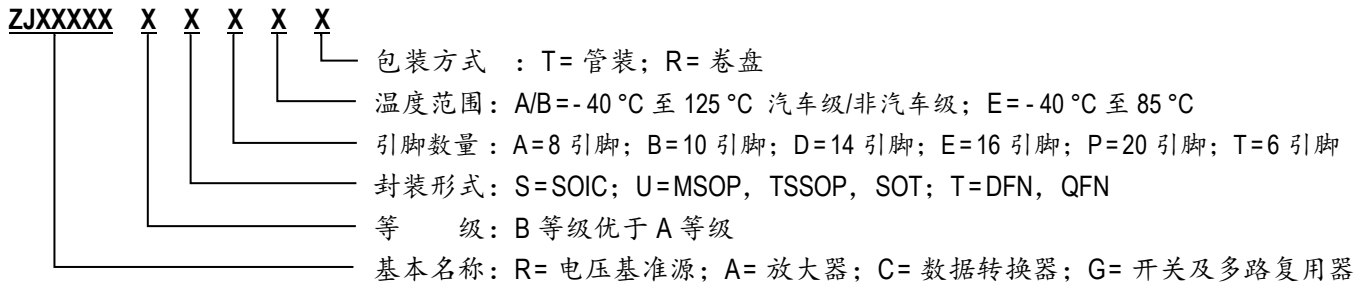 ZJXXXXX X X X X X
包装方式 ：T= 管装；R= 卷盘
温度范围：A/B=- 40 °C 至 125 °C 汽车级/非汽车级；E= - 40 °C 至 85 °C
引脚数量 ：A=8 引脚；B=10 引脚；D=14 引脚；E=16 引脚；P=20 引脚；T=6 引脚
封装形式：S=SOIC；U=MSOP，TSSOP，SOT；T=DFN，QFN
等 级：B 等级优于 A 等级
基本名称：R= 电压基准源；A= 放大器；C= 数据转换器；G= 开关及多路复用器